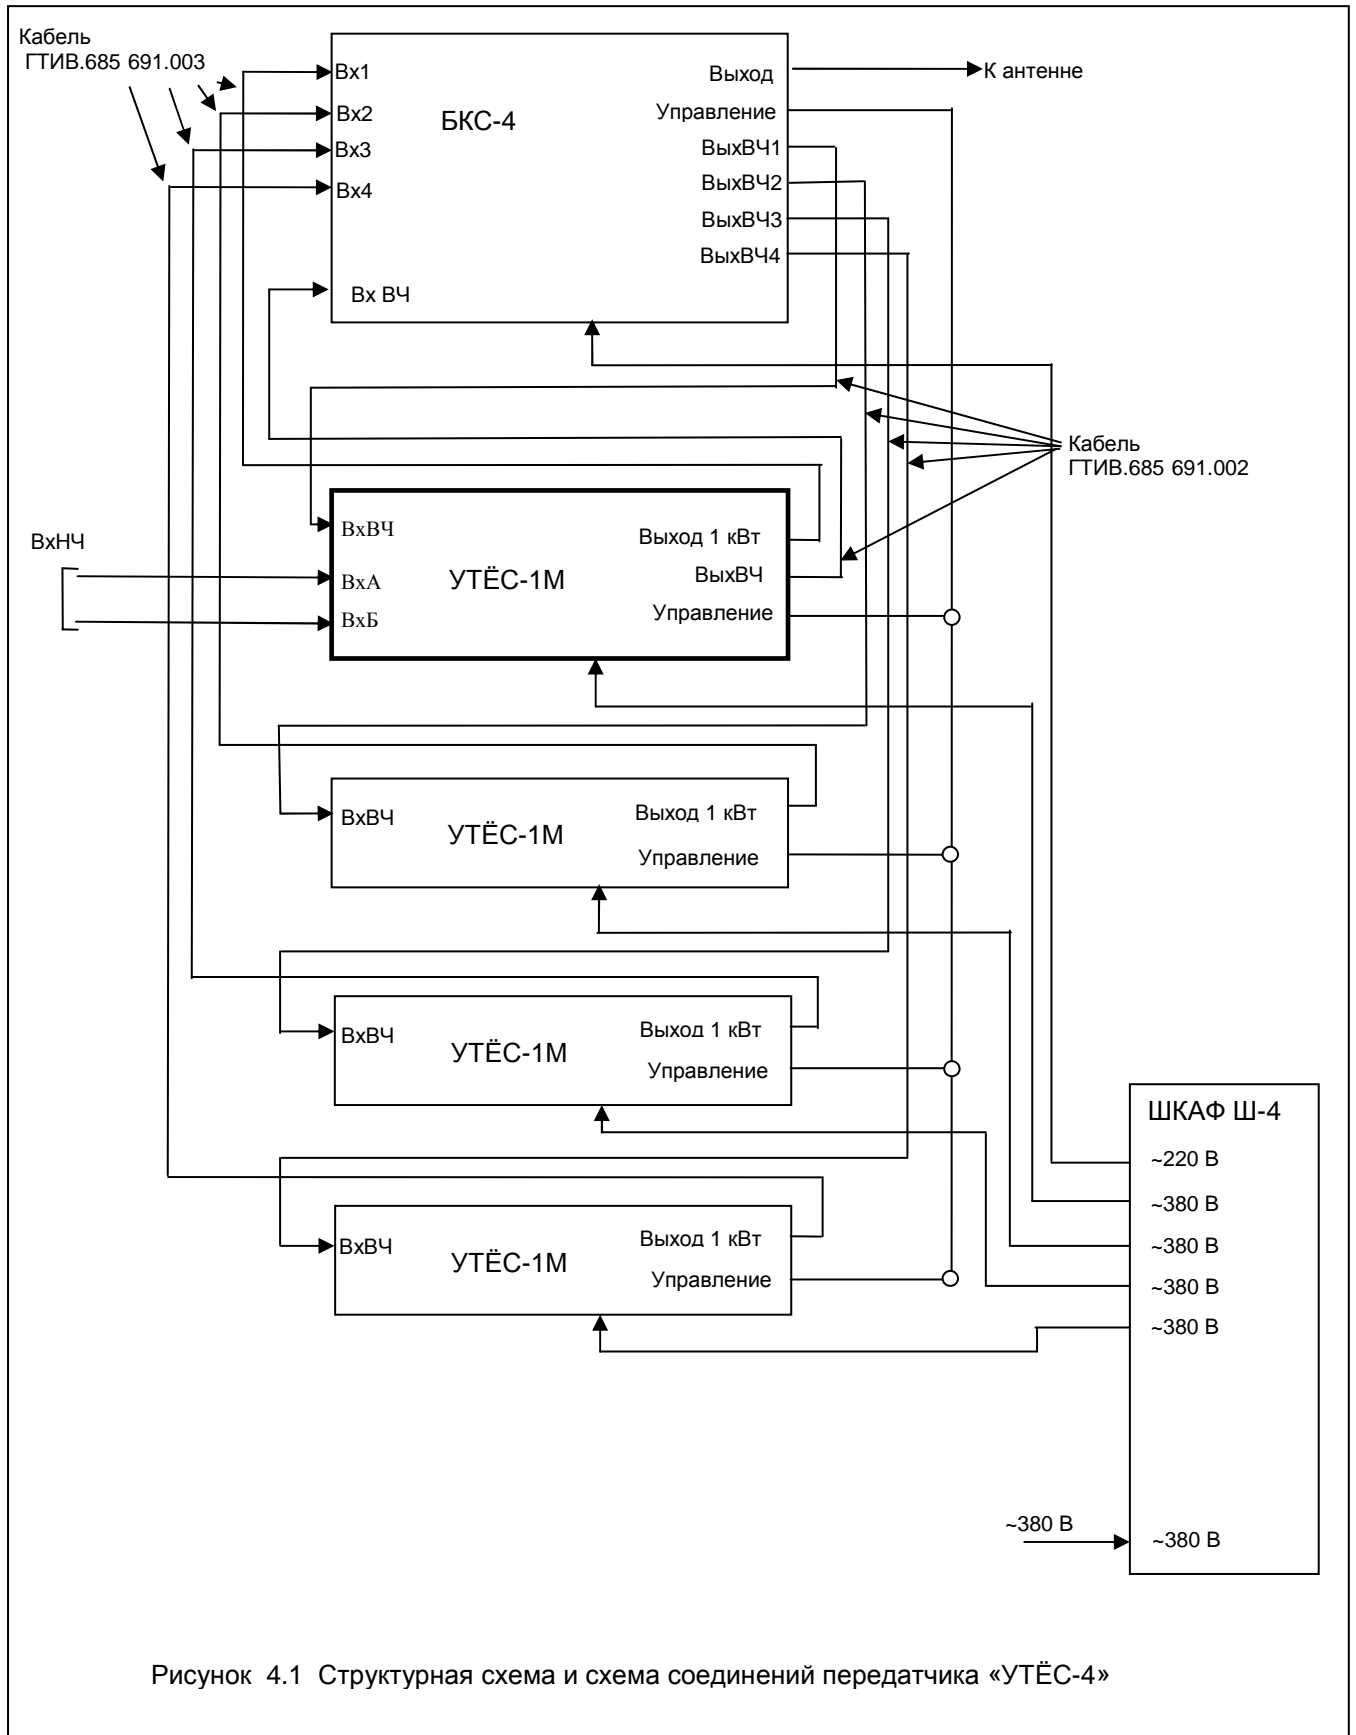 Кабель
ГТИВ.685 691.003
Вх1
Вх2
Вх3
Вх4
Вх ВЧ
БКС-4
Выход
Управление
ВыхВЧ1
ВыхВЧ2
ВыхВЧ3
ВыхВЧ4
К антенне
Кабель
ГТИВ.685 691.002
ВхНЧ
ВхВЧ
ВхА
ВхБ
УТЁС-1М
Выход 1 кВт
ВыхВЧ
Управление
ВхВЧ
УТЁС-1М
Выход 1 кВт
Управление
ВхВЧ
УТЁС-1М
Выход 1 кВт
Управление
ВхВЧ
УТЁС-1М
Выход 1 кВт
Управление
ШКАФ Ш-4
~220 В
~380 В
~380 В
~380 В
~380 В
~380 В
~380 В
Рисунок 4.1 Структурная схема и схема соединений передатчика «УТЁС-4»